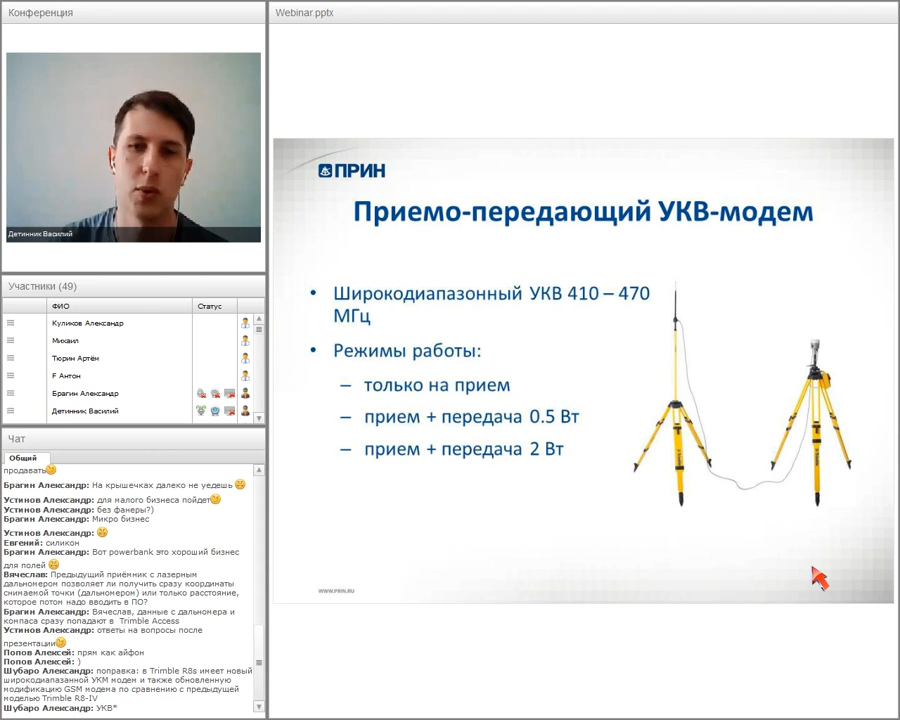 Конференция
Детинник Василий
Участники (49)
ФИО Статус
Куликов Александр
Михаил
Тюрин Артём
F Антон
Брагин Александр
Детинник Василий
Чат
Общий
продавать
Брагин Александр: На крышечках далеко не уедешь
Устинов Александр: для малого бизнеса пойдет
Устинов Александр: без фанеры?)
Брагин Александр: Микро бизнес
Устинов Александр:
Евгений: силикон
Брагин Александр: Вот powerbank это хороший бизнес
для полей
Вячеслав: Предыдущий приёмник с лазерным
дальномером позволяет ли получить сразу координаты
снимаемой точки (дальномером) или только расстояние,
которое потом надо вводить в ПО?
Брагин Александр: Вячеслав, данные с дальномера и
компаса сразу попадают в Trimble Access
Устинов Александр: ответы на вопросы после
презентации
Попов Алексей: прям как айфон
Попов Алексей: )
Шубаро Александр: поправка: в Trimble R8s имеет новый
широкодиапазонный УКМ модем и также обновленную
модификацию GSM модема по сравнению с предыдущей
моделью Trimble R8-IV
Шубаро Александр: УКВ*
Webinar.pptx
ПРИН
Приемо-передающий УКВ-модем
• Широкодиапазонный УКВ 410 – 470
МГц
• Режимы работы:
– только на прием
– прием + передача 0.5 Вт
– прием + передача 2 Вт
WWW.PRIN.RU